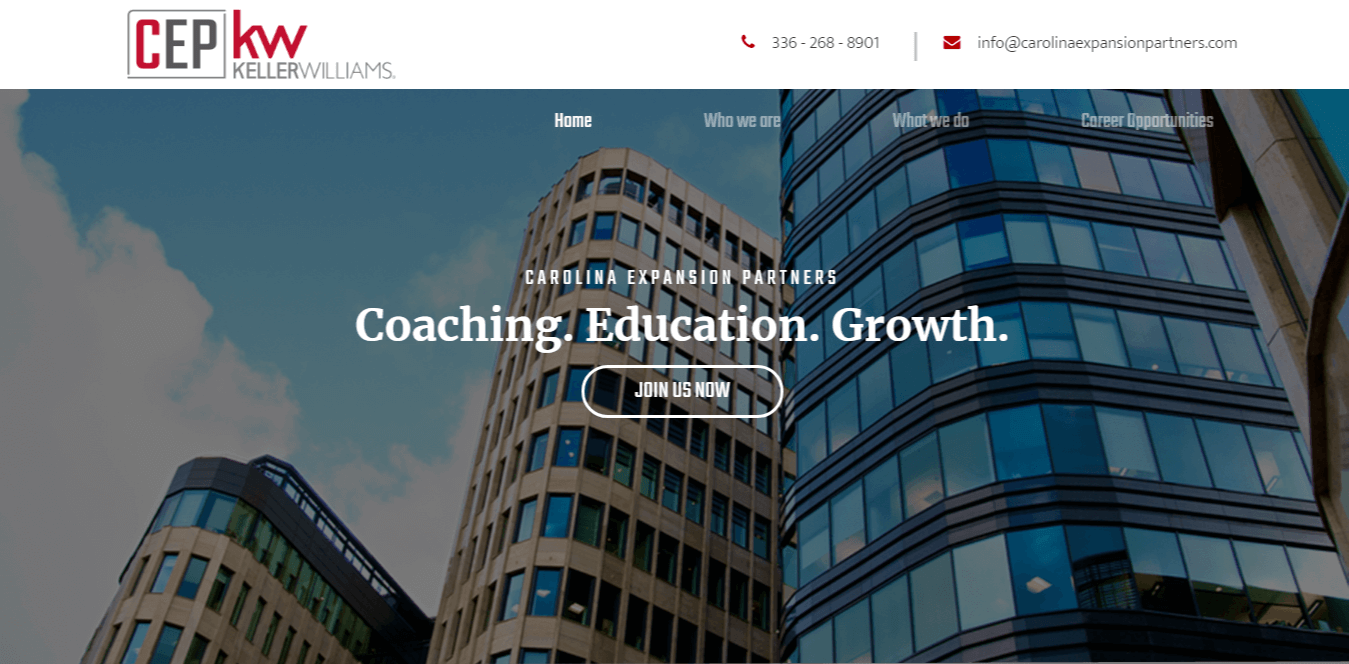 CEP kw
KELLERWILLIAMS®
336 - 268 - 8901 info@carolinaexpansionpartners.com
Home Who we are What we do Career Opportunities
CAROLINA EXPANSION PARTNERS
Coaching. Education. Growth.
JOIN US NOW